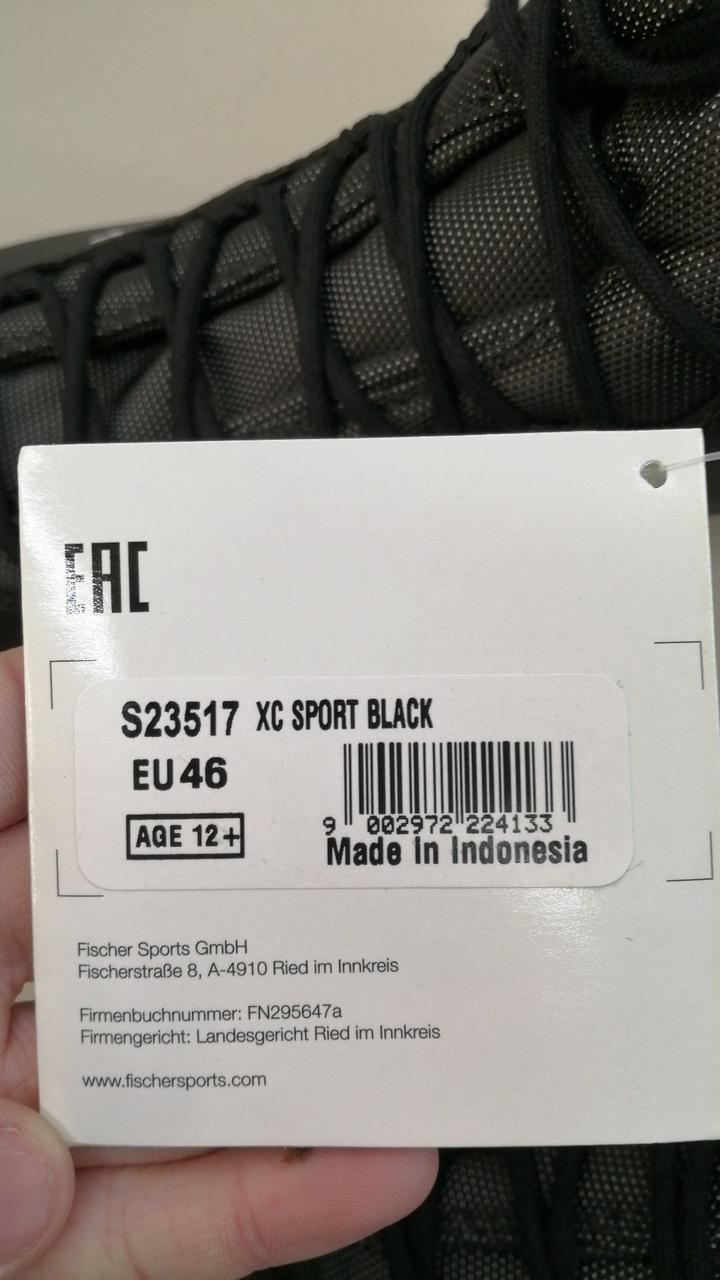 EAC
S23517 XC SPORT BLACK
EU 46
AGE 12+
9 002972 224133
Made in Indonesia
Fischer Sports GmbH
Fischerstraße 8, A-4910 Ried im Innkreis
Firmenbuchnummer: FN295647a
Firmengericht: Landesgericht Ried im Innkreis
www.fischersports.com